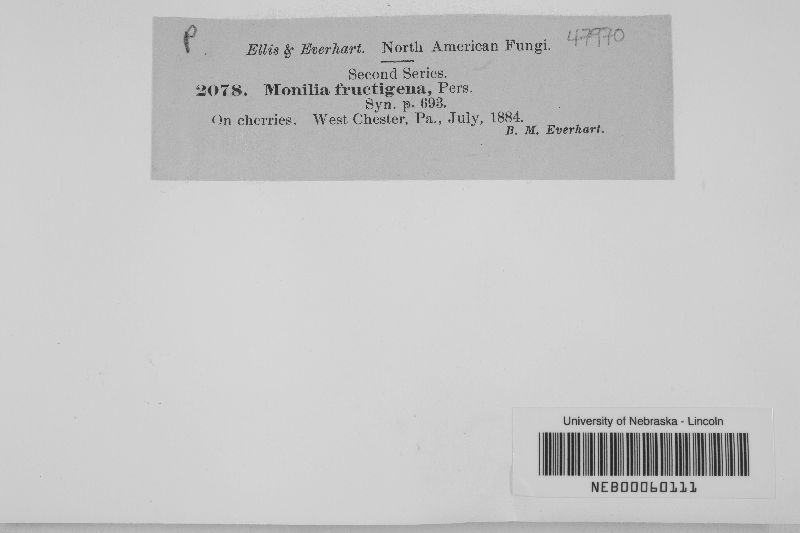 P.
47970
Ellis & Everhart. North American Fungi.
Second Series.
2078. Monilia fructigena, Pers.
Syn. p. 693.
On cherries. West Chester, Pa., July, 1884.
B. M. Everhart.
University of Nebraska - Lincoln
NEB00060111